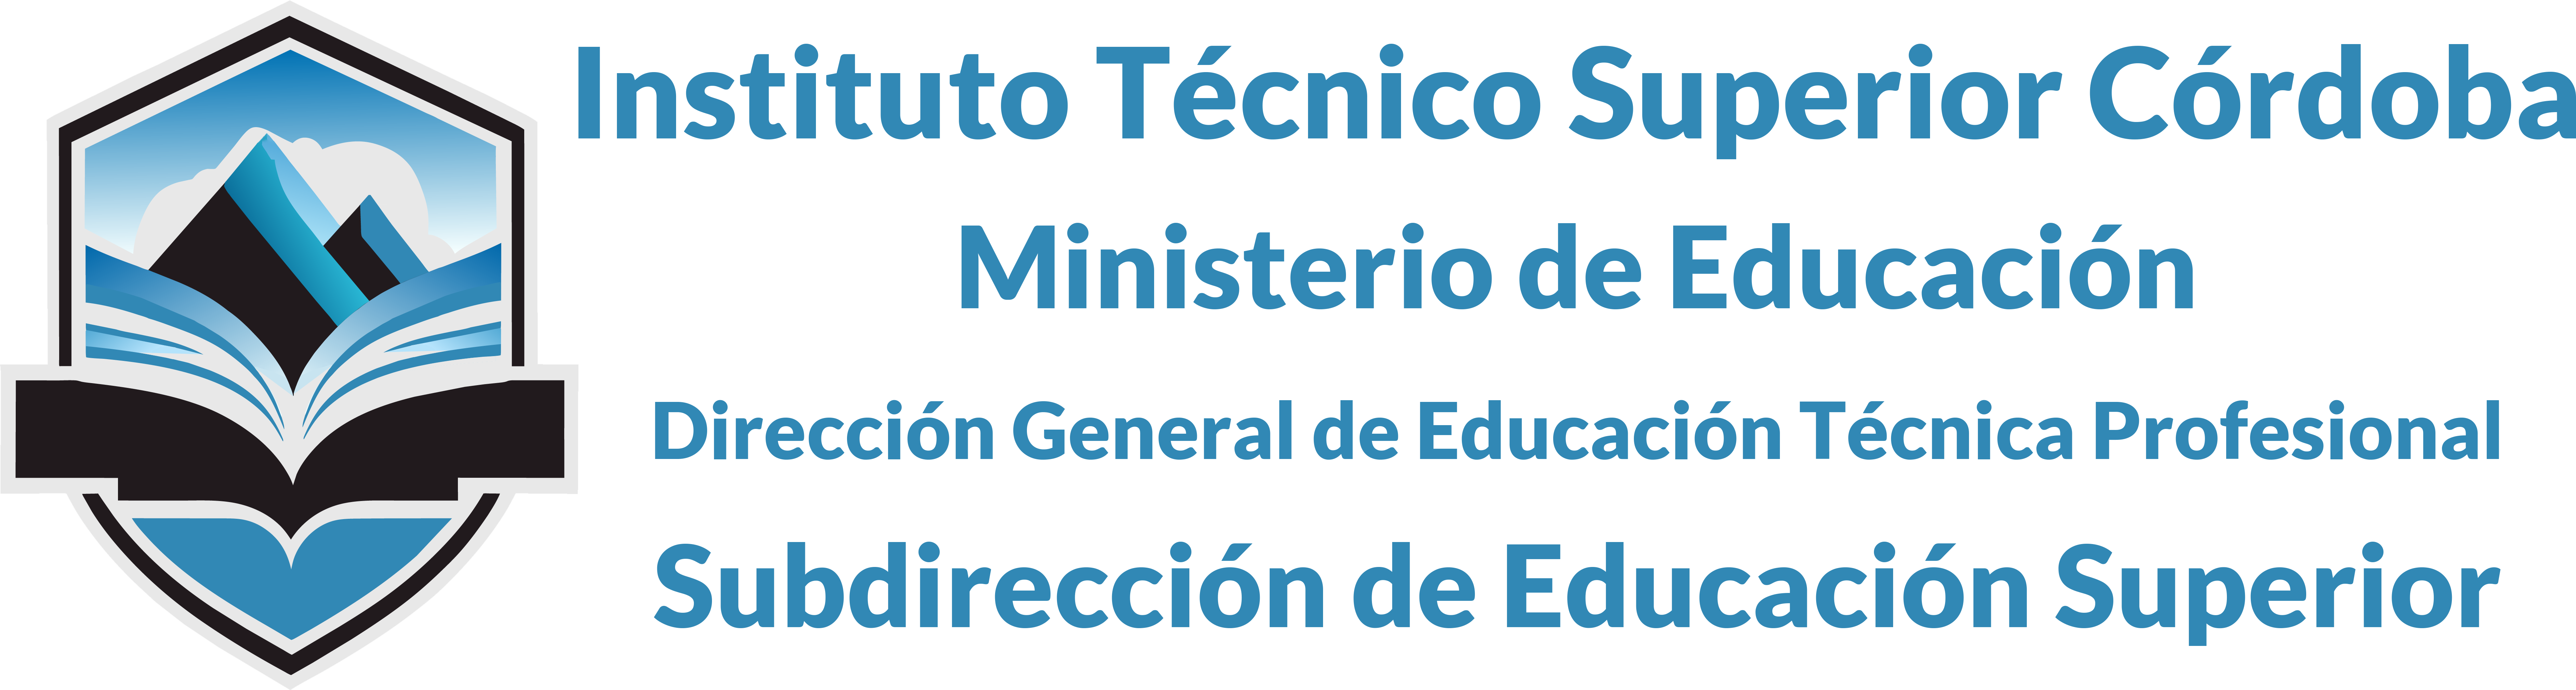 Instituto Técnico Superior Córdoba
Ministerio de Educación
Dirección General de Educación Técnica Profesional
Subdirección de Educación Superior